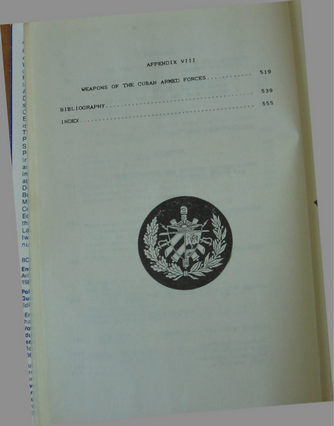 APPENDIX VIII
WEAPONS OF THE CUBAN ARMED FORCES............ 519
BIBLIOGRAPHY............................................ 539
INDEX................................................... 555